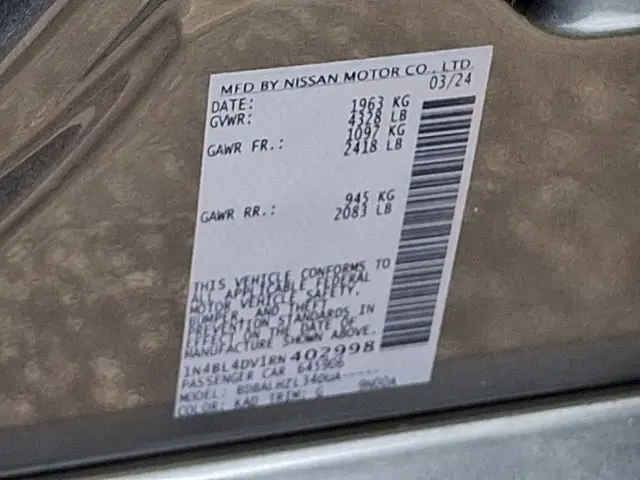 MFD BY NISSAN MOTOR CO., LTD.
DATE: 03/24
GVWR: 1963 KG
4328 LB
GAWR FR.: 1097 KG
2418 LB
GAWR RR.: 945 KG
2083 LB
THIS VEHICLE CONFORMS TO
ALL APPLICABLE FEDERAL
MOTOR VEHICLE SAFETY,
BUMPER, AND THEFT
PREVENTION STANDARDS IN
EFFECT ON THE DATE OF
MANUFACTURE SHOWN ABOVE.
1N4BL4DV1RN402998
PASSENGER CAR 645906
MODEL:
COLOR: KAD TRIM: G